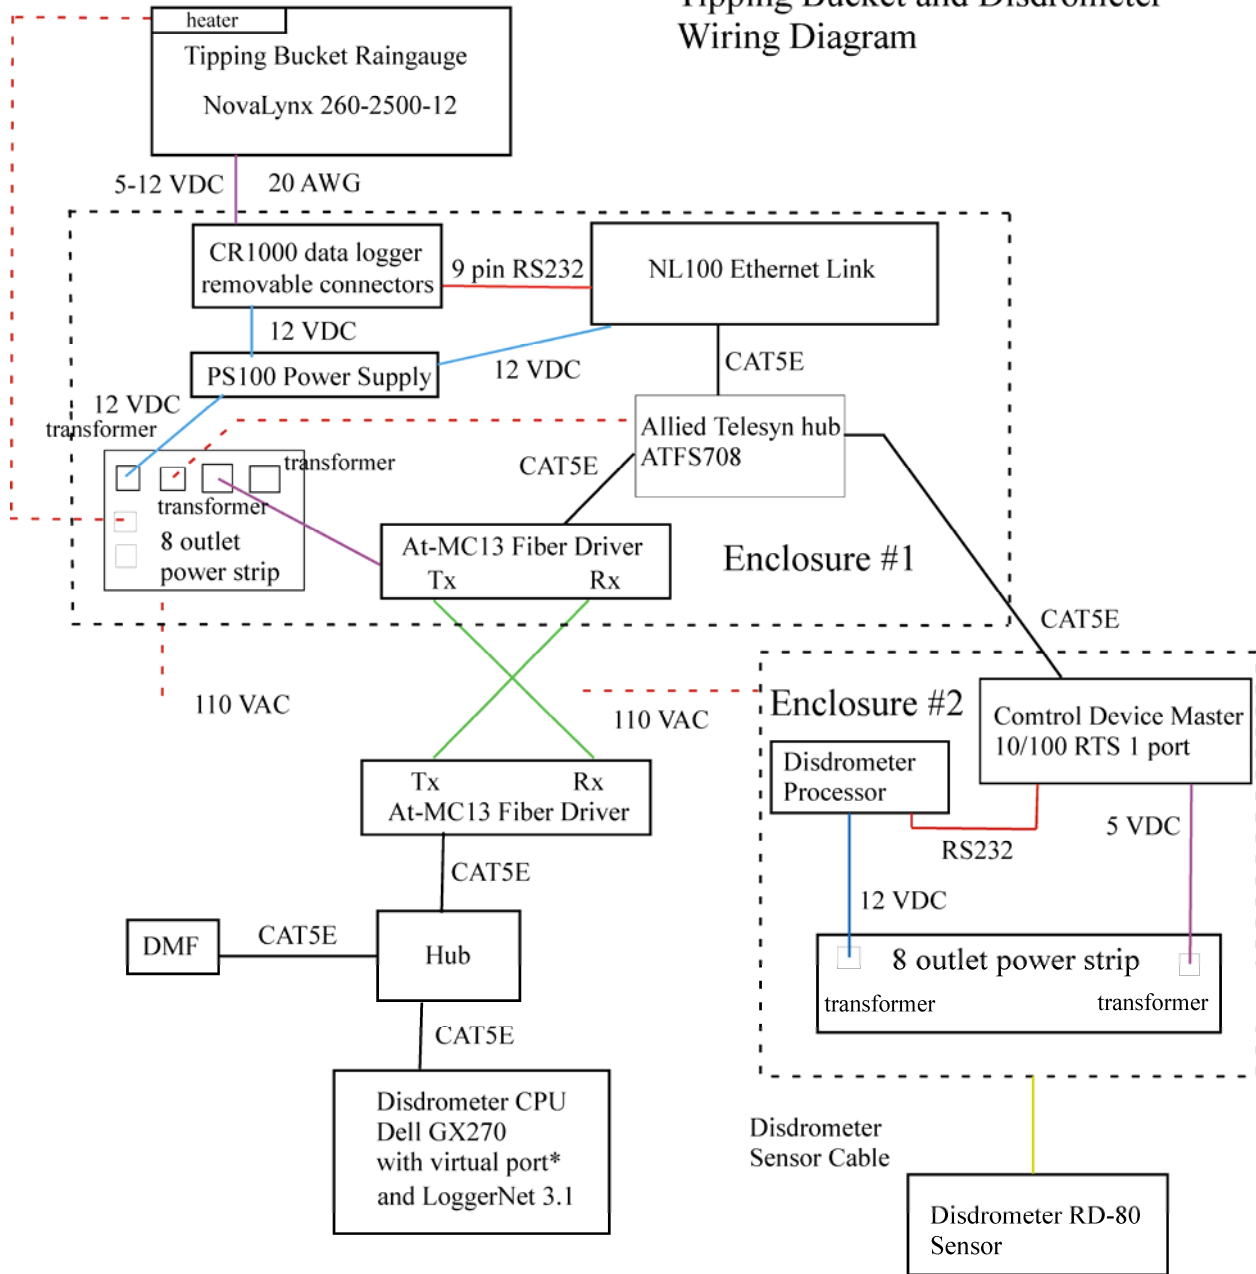 Tipping Bucket and Disdrometer
Wiring Diagram
heater
Tipping Bucket Raingauge
NovaLynx 260-2500-12
5-12 VDC
20 AWG
CR1000 data logger
removable connectors
9 pin RS232
NL100 Ethernet Link
12 VDC
PS100 Power Supply
12 VDC
CAT5E
12 VDC
transformer
Allied Telesyn hub
ATFS708
CAT5E
transformer
transformer
8 outlet
power strip
At-MC13 Fiber Driver
Tx
Rx
Enclosure #1
CAT5E
110 VAC
110 VAC
Enclosure #2
Comtrol Device Master
10/100 RTS 1 port
Disdrometer
Processor
Tx
Rx
At-MC13 Fiber Driver
RS232
5 VDC
CAT5E
12 VDC
DMF
CAT5E
Hub
8 outlet power strip
transformer
transformer
CAT5E
Disdrometer CPU
Dell GX270
with virtual port*
and LoggerNet 3.1
Disdrometer
Sensor Cable
Disdrometer RD-80
Sensor